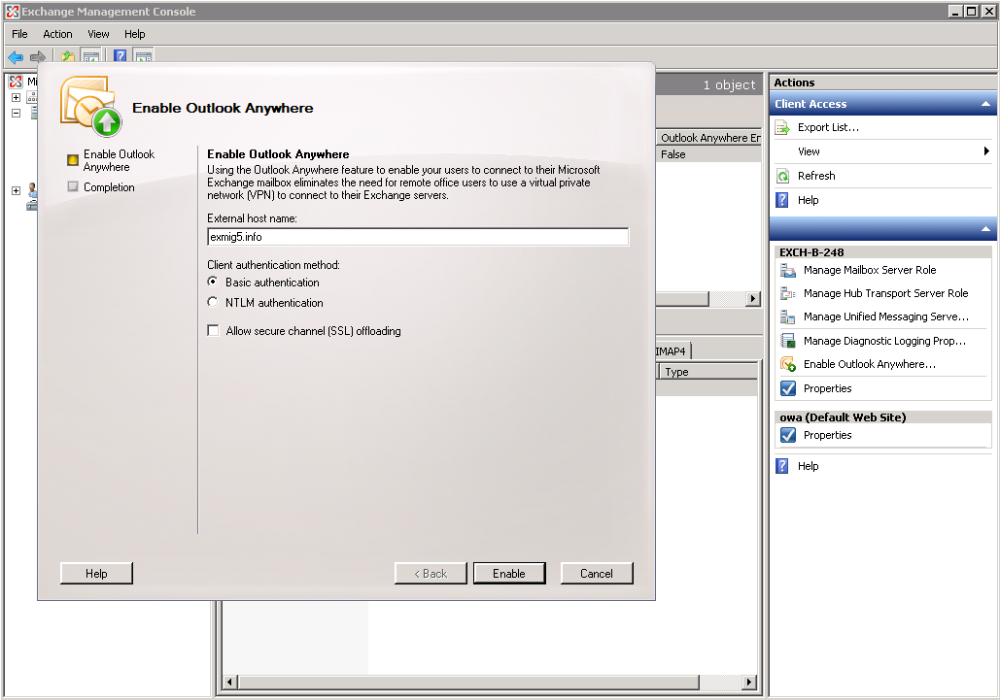 Exchange Management Console
File Action View Help
Mi
1 object
Outlook Anywhere Er
False
IMAP4
Type
Enable Outlook Anywhere
Enable Outlook
Anywhere
Completion
Enable Outlook Anywhere
Using the Outlook Anywhere feature to enable your users to connect to their Microsoft
Exchange mailbox eliminates the need for remote office users to use a virtual private
network (VPN) to connect to their Exchange servers.
External host name:
exmig5.info
Client authentication method:
Basic authentication
NTLM authentication
Allow secure channel (SSL) offloading
Help
< Back
Enable
Cancel
Actions
Client Access
Export List...
View
Refresh
Help
EXCH-B-248
Manage Mailbox Server Role
Manage Hub Transport Server Role
Manage Unified Messaging Serve...
Manage Diagnostic Logging Prop...
Enable Outlook Anywhere...
Properties
owa (Default Web Site)
Properties
Help